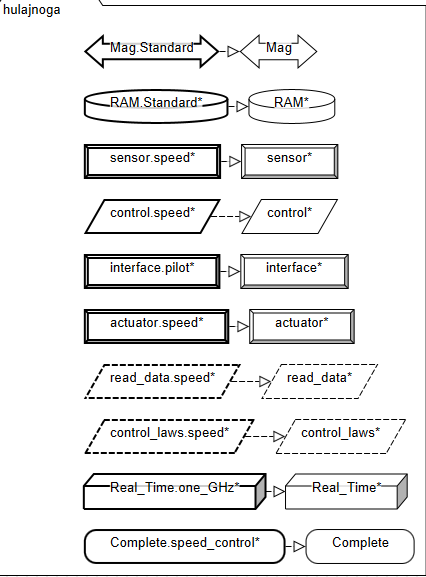 hulajnoga
Mag.Standard Mag
RAM.Standard* RAM*
sensor.speed* sensor*
control.speed* control*
interface.pilot* interface*
actuator.speed* actuator*
read_data.speed* read_data*
control_laws.speed* control_laws*
Real_Time.one_GHz* Real_Time*
Complete.speed_control* Complete